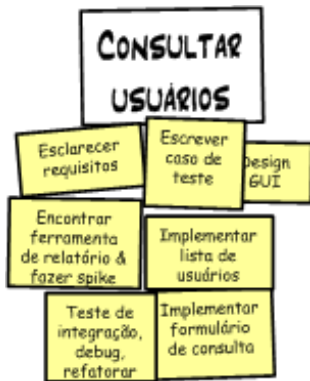 CONSULTAR
USUÁRIOS
Esclarecer
requisitos
Escrever
caso de
teste
Design
GUI
Encontrar
ferramenta
de relatório &
fazer spike
Implementar
lista de
usuários
Teste de
integração,
debug,
refatorar
Implementar
formulário
de consulta